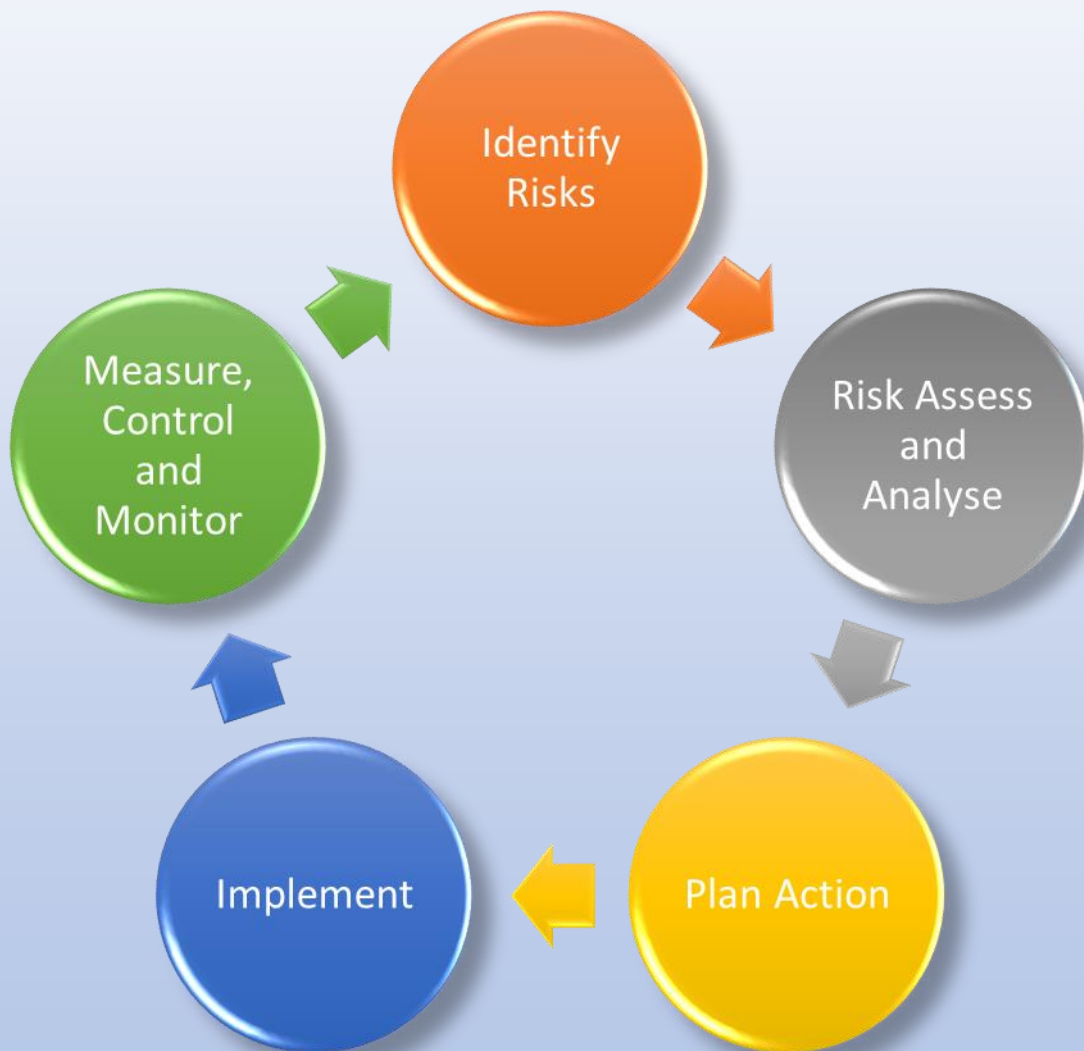 Identify
Risks
Risk Assess
and
Analyse
Plan Action
Implement
Measure,
Control
and
Monitor